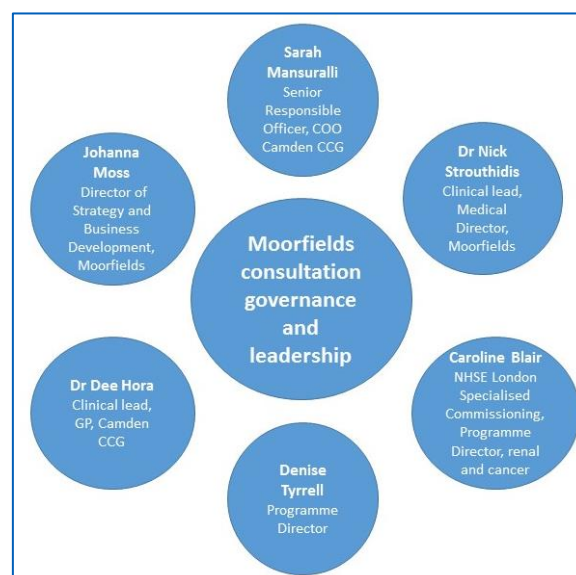 Sarah
Mansuralli
Senior
Responsible
Officer, COO
Camden CCG
Johanna
Moss
Director of
Strategy and
Business
Development,
Moorfields
Dr Nick
Strouthidis
Clinical lead,
Medical
Director,
Moorfields
Moorfields
consultation
governance
and
leadership
Dr Dee Hora
Clinical lead,
GP, Camden
CCG
Caroline Blair
NHSE London
Specialised
Commissioning,
Programme
Director, renal
and cancer
Denise
Tyrrell
Programme
Director